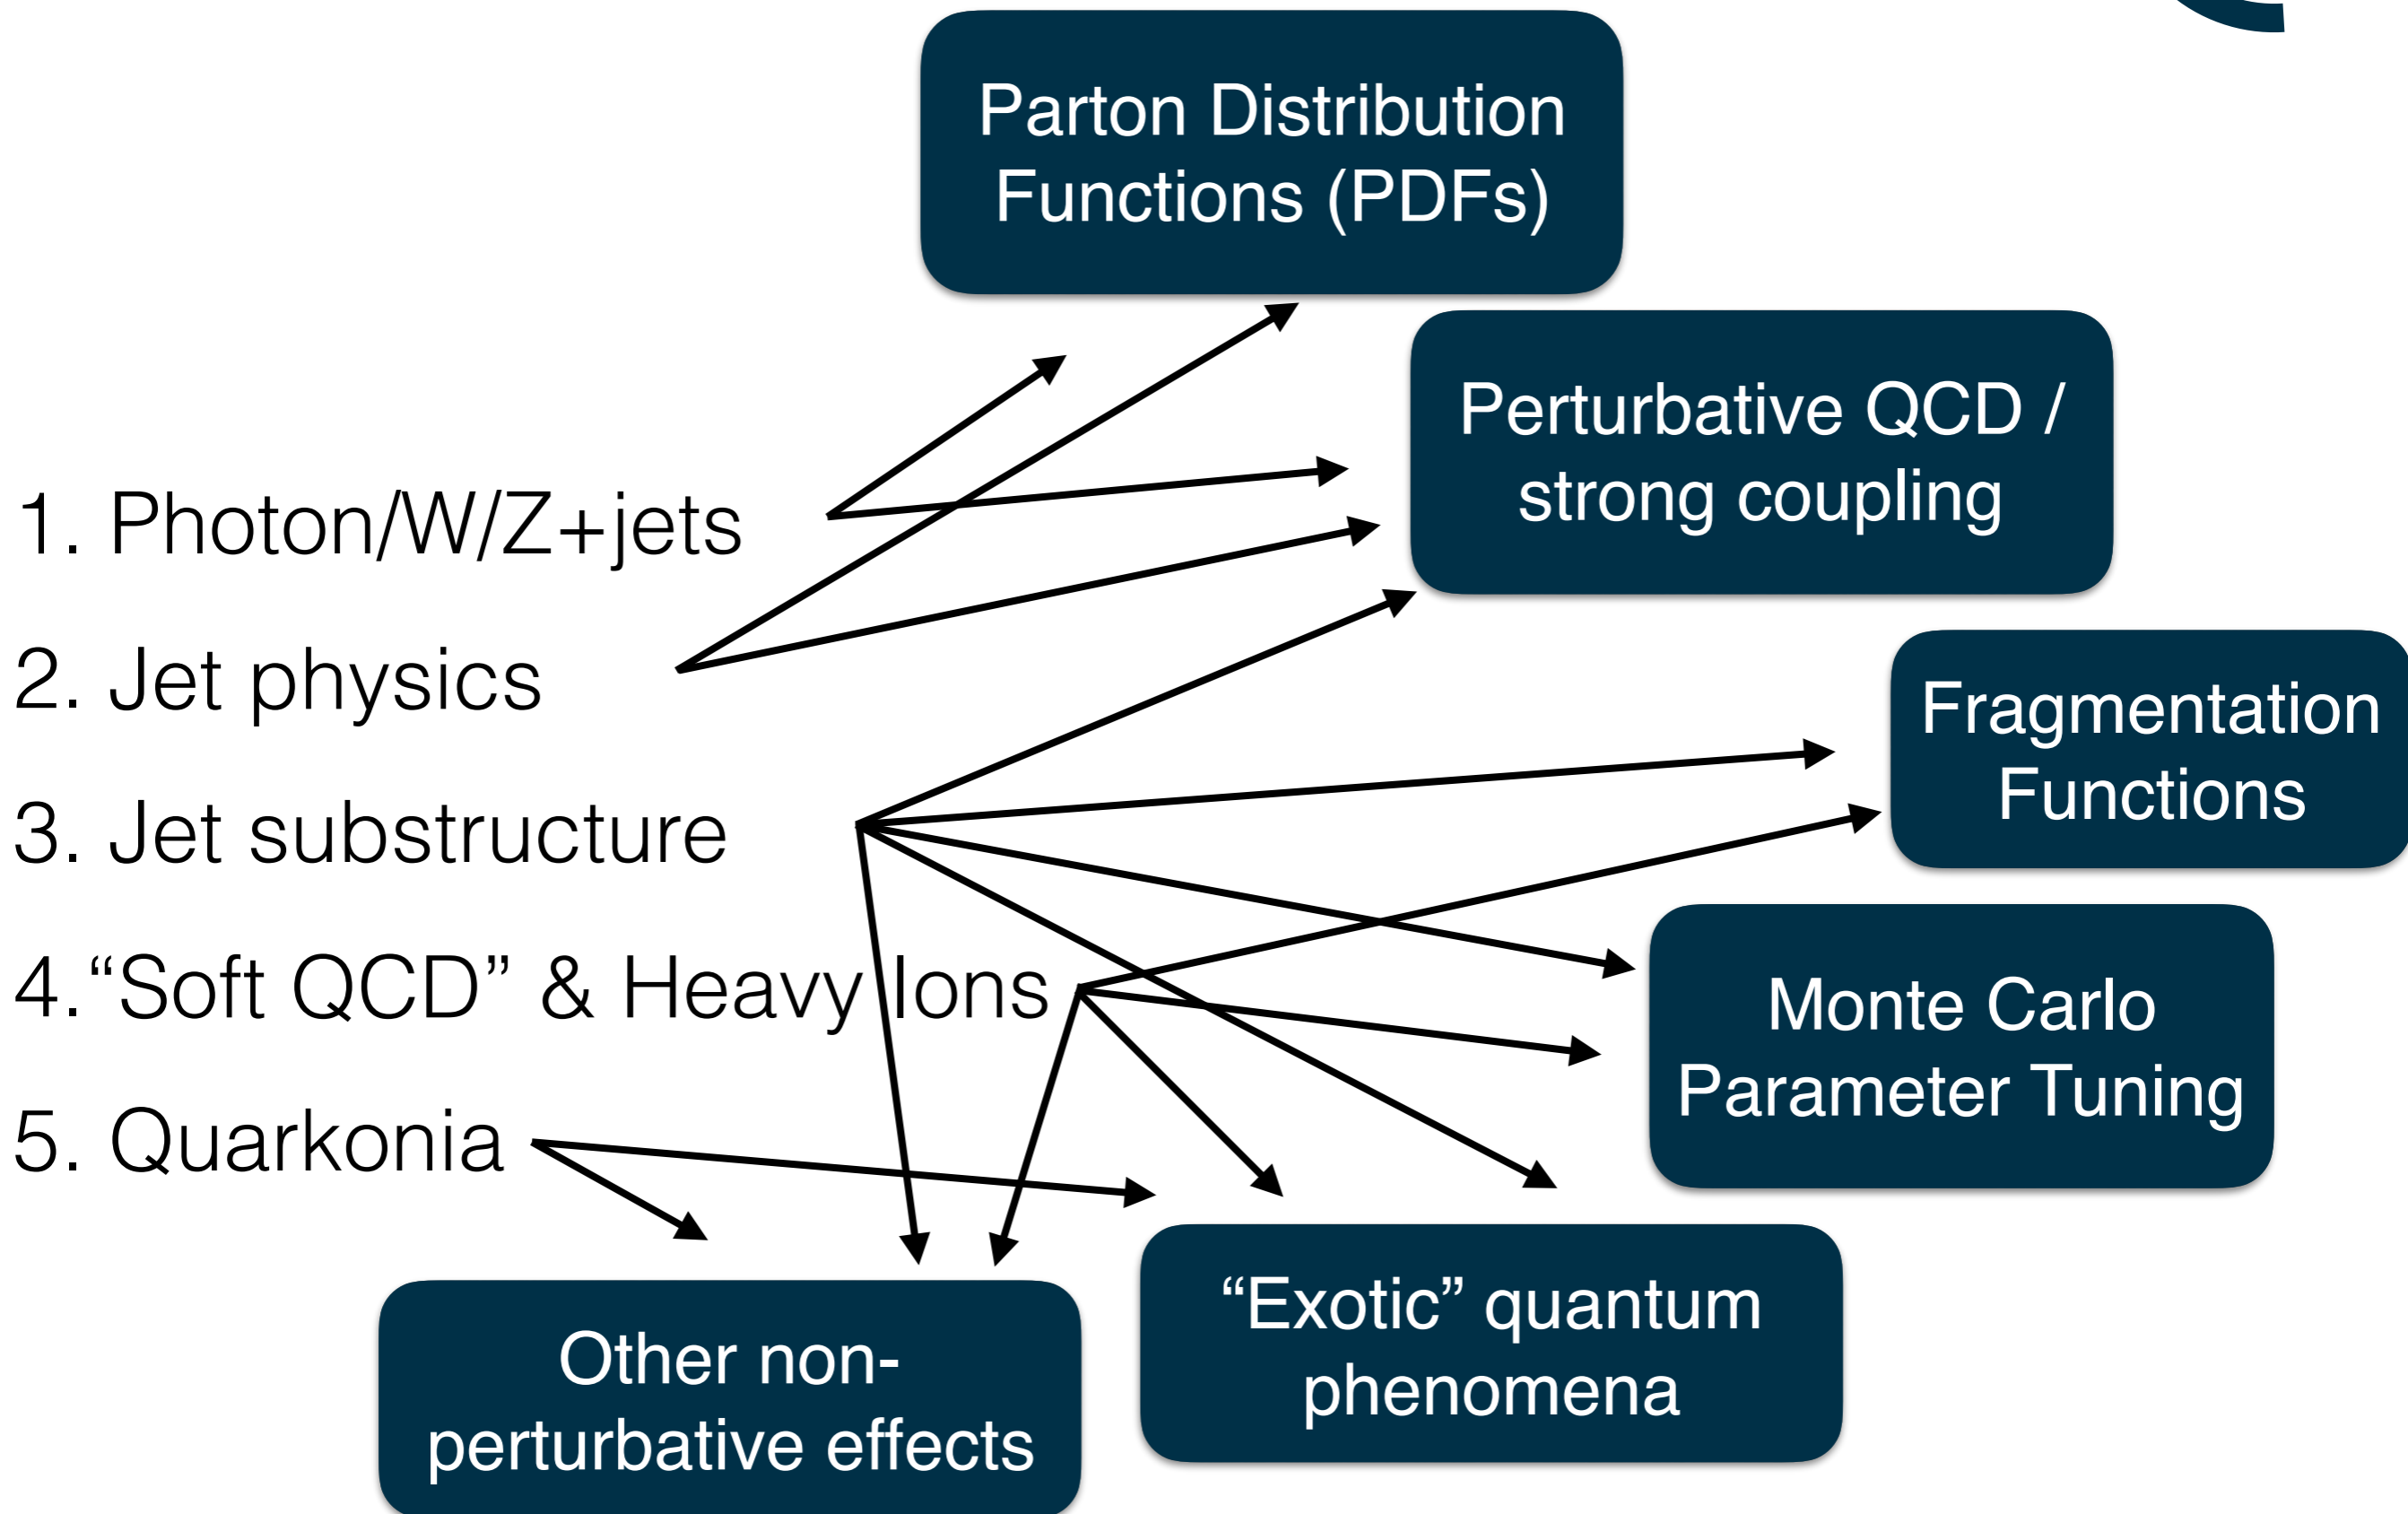 Parton Distribution
Functions (PDFs)
Perturbative QCD /
strong coupling
1. Photon/W/Z+jets
2. Jet physics
Fragmentation
Functions
3. Jet substructure
4.“Soft QCD” & Heavy Ions
Monte Carlo
Parameter Tuning
5. Quarkonia
“Exotic” quantum
phenomena
Other non-
perturbative effects